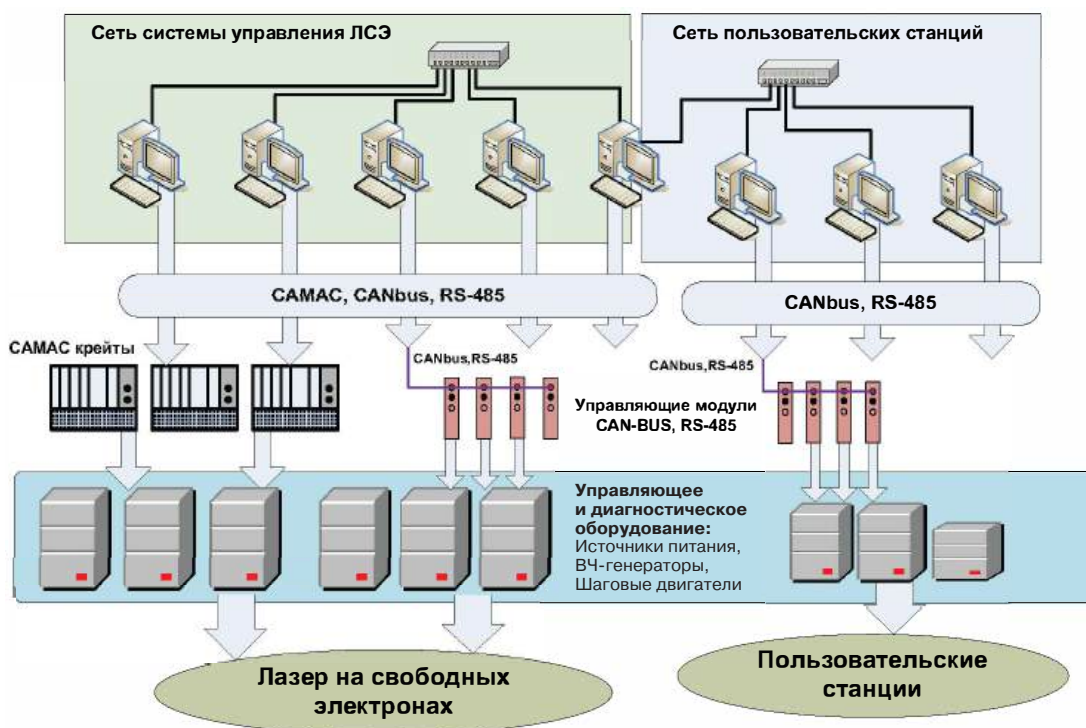 Сеть системы управления ЛСЭ
Сеть пользовательских станций
CAMAC, CANbus, RS-485
CANbus, RS-485
CAMAC крейты
CANbus,RS-485
CANbus,RS-485
Управляющие модули
CAN-BUS, RS-485
Управляющее
и диагностическое
оборудование:
Источники питания,
ВЧ-генераторы,
Шаговые двигатели
Лазер на свободных
электронах
Пользовательские
станции